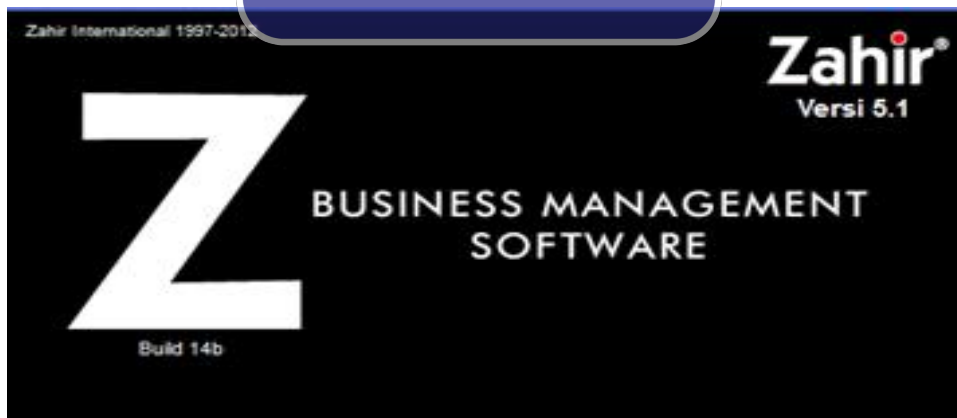 Zahir International 1997-2012
Zahir®
Versi 5.1
Z
BUSINESS MANAGEMENT
SOFTWARE
Build 14b